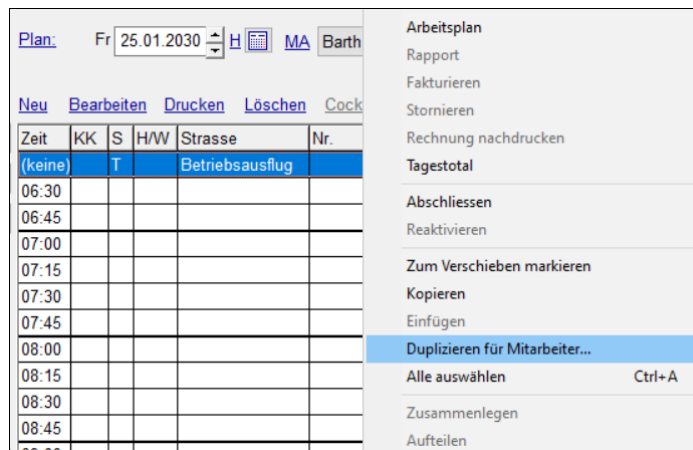 Plan: Fr 25.01.2030 H MA Barth
Neu Bearbeiten Drucken Löschen Cock
Zeit KK S H/W Strasse Nr.
(keine) T Betriebsausflug
06:30
06:45
07:00
07:15
07:30
07:45
08:00
08:15
08:30
08:45
Arbeitsplan
Rapport
Fakturieren
Stornieren
Rechnung nachdrucken
Tagestotal
Abschliessen
Reaktivieren
Zum Verschieben markieren
Kopieren
Einfügen
Duplizieren für Mitarbeiter...
Alle auswählen Ctrl+A
Zusammenlegen
Aufteilen